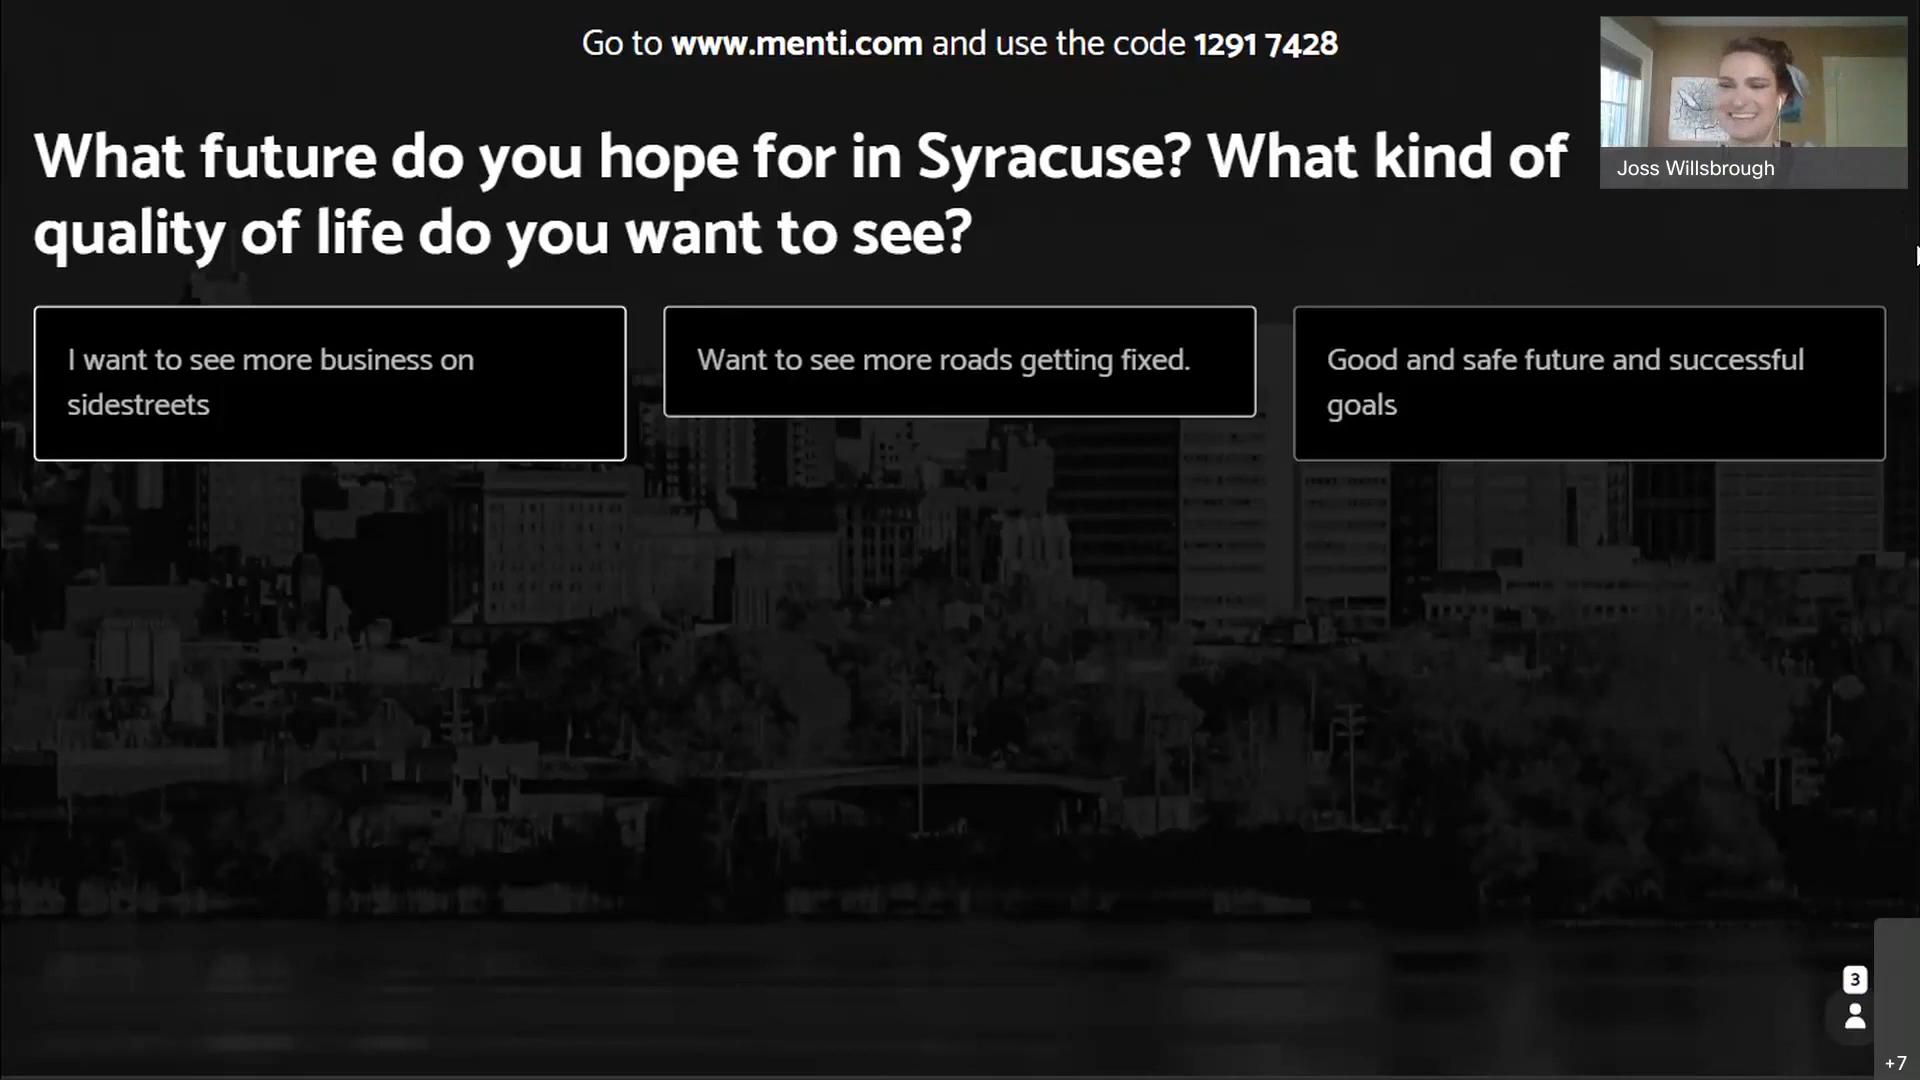 Go to www.menti.com and use the code 1291 7428
Joss Willsbrough
What future do you hope for in Syracuse? What kind of
quality of life do you want to see?
I want to see more business on
sidestreets
Want to see more roads getting fixed.
Good and safe future and successful
goals
3
+7